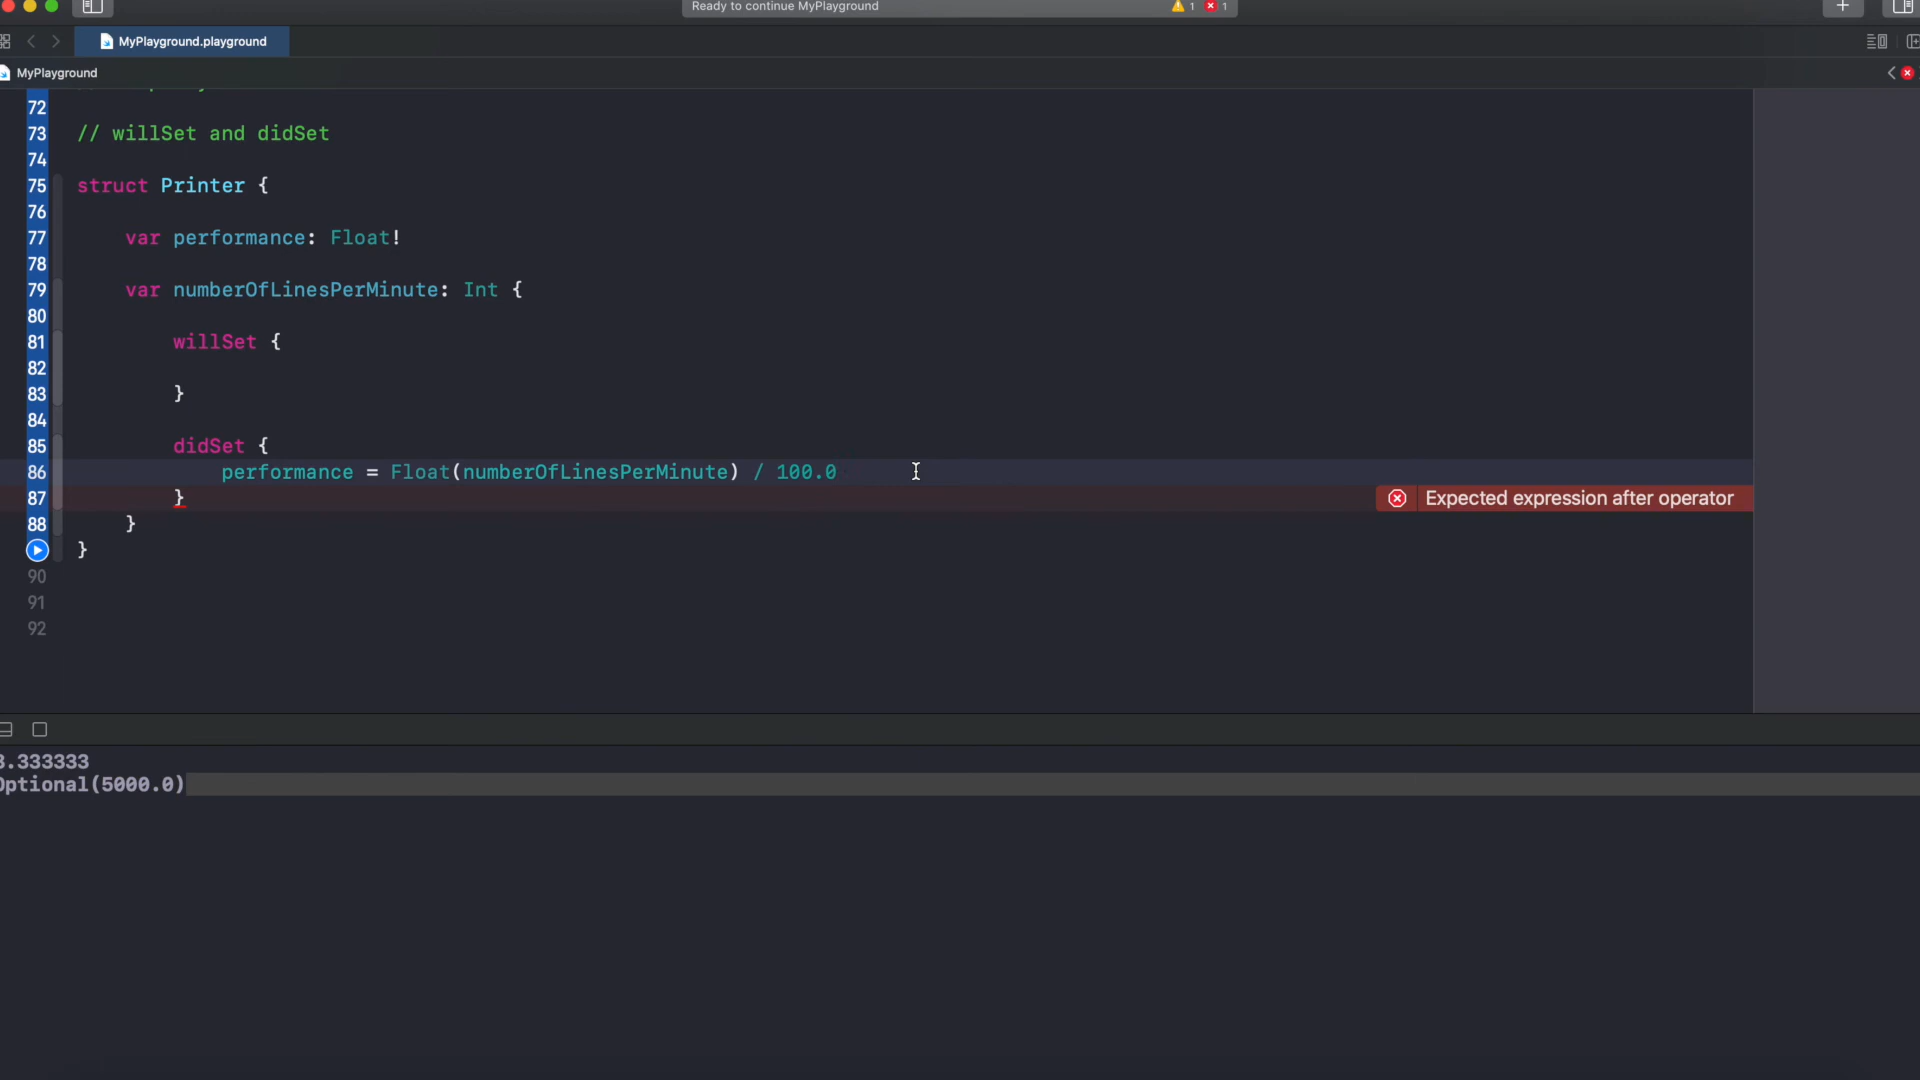 Ready to continue MyPlayground 1 1
MyPlayground.playground
MyPlayground
72
73 // willSet and didSet
74
75 struct Printer {
76
77 var performance: Float!
78
79 var numberOfLinesPerMinute: Int {
80
81 willSet {
82
83 }
84
85 didSet {
86 performance = Float(numberOfLinesPerMinute) / 100.0
87 } Expected expression after operator
88 }
}
90
91
92
.333333
Optional(5000.0)